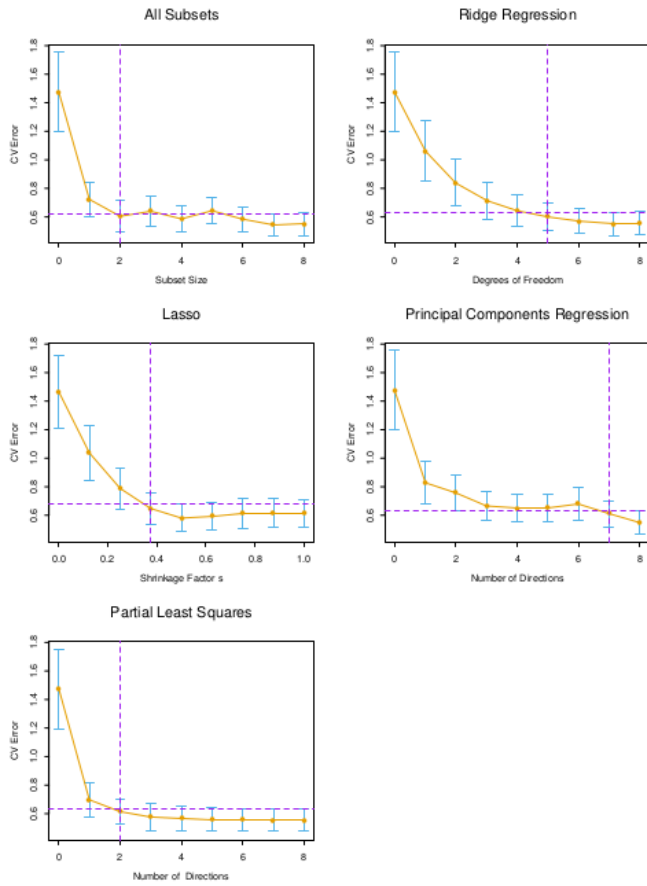 All Subsets
1.8
1.6
1.4
1.2
1.0
0.8
0.6
CV Error
0 2 4 6 8
Subset Size
Ridge Regression
1.8
1.6
1.4
1.2
1.0
0.8
0.6
CV Error
0 2 4 6 8
Degrees of Freedom
Lasso
1.8
1.6
1.4
1.2
1.0
0.8
0.6
CV Error
0.0 0.2 0.4 0.6 0.8 1.0
Shrinkage Factor s
Principal Components Regression
1.8
1.6
1.4
1.2
1.0
0.8
0.6
CV Error
0 2 4 6 8
Number of Directions
Partial Least Squares
1.8
1.6
1.4
1.2
1.0
0.8
0.6
CV Error
0 2 4 6 8
Number of Directions